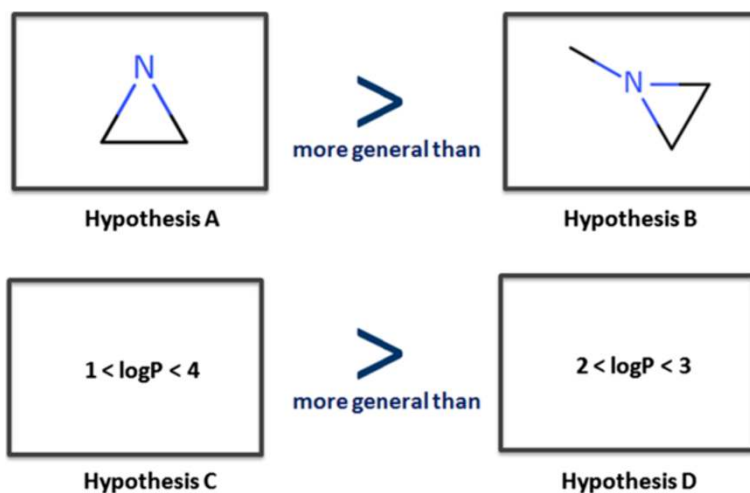 N
>
more general than
N
Hypothesis A
Hypothesis B
1 < logP < 4
>
more general than
2 < logP < 3
Hypothesis C
Hypothesis D